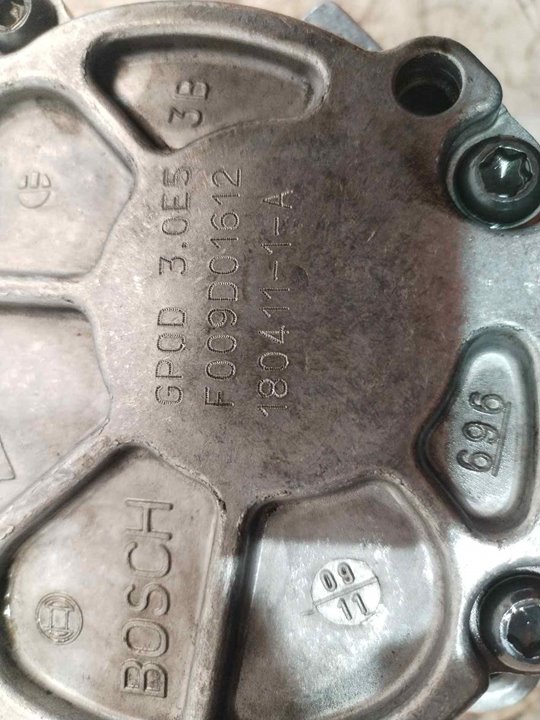 3B
GPOD 3.0E5
F009D01612
180411-1-A
696
BOSCH
09
11